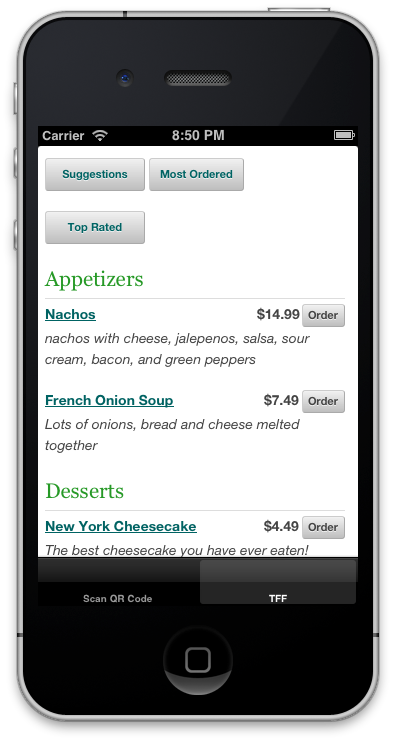 Carrier 8:50 PM
Suggestions Most Ordered
Top Rated
Appetizers
Nachos $14.99 Order
nachos with cheese, jalepenos, salsa, sour
cream, bacon, and green peppers
French Onion Soup $7.49 Order
Lots of onions, bread and cheese melted
together
Desserts
New York Cheesecake $4.49 Order
The best cheesecake you have ever eaten!
Scan QR Code TFF